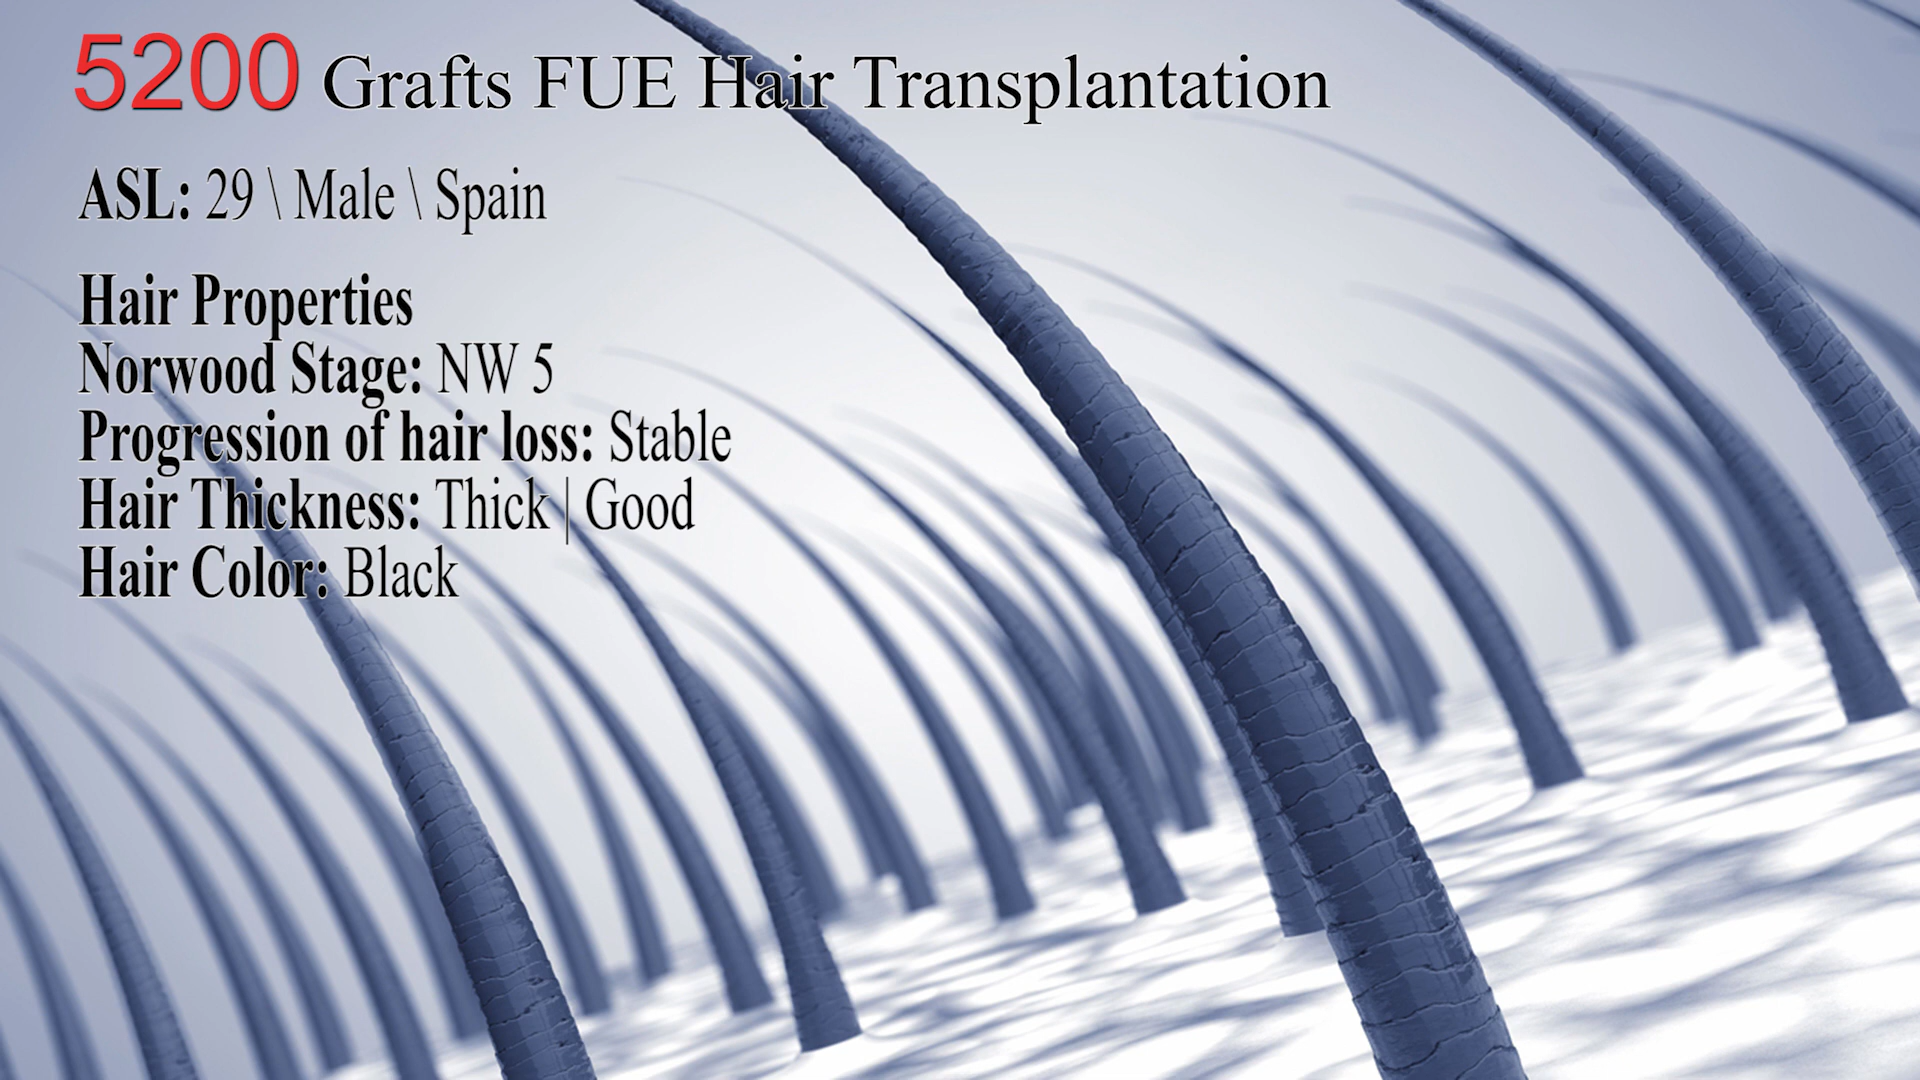 5200 Grafts FUE Hair Transplantation
ASL: 29 \ Male \ Spain
Hair Properties
Norwood Stage: NW 5
Progression of hair loss: Stable
Hair Thickness: Thick | Good
Hair Color: Black